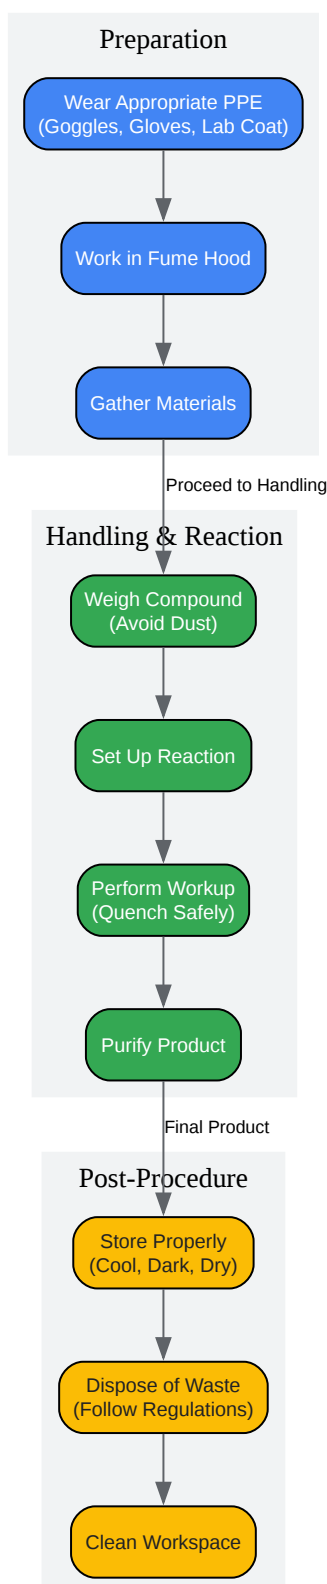 Preparation
Wear Appropriate PPE
(Goggles, Gloves, Lab Coat)
Work in Fume Hood
Gather Materials
Proceed to Handling
Handling & Reaction
Weigh Compound
(Avoid Dust)
Set Up Reaction
Perform Workup
(Quench Safely)
Purify Product
Final Product
Post-Procedure
Store Properly
(Cool, Dark, Dry)
Dispose of Waste
(Follow Regulations)
Clean Workspace